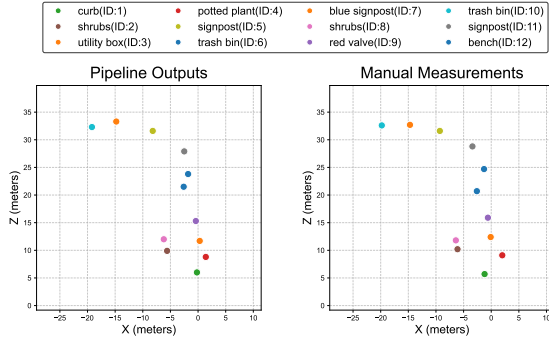 curb(ID:1) potted plant(ID:4) blue signpost(ID:7) trash bin(ID:10)
shrubs(ID:2) signpost(ID:5) shrubs(ID:8) signpost(ID:11)
utility box(ID:3) trash bin(ID:6) red valve(ID:9) bench(ID:12)
Pipeline Outputs Manual Measurements
35 35
30 30
25 25
20 20
15 15
10 10
5 5
0 0
Z (meters) Z (meters)
−25 −20 −15 −10 −5 0 5 10 −25 −20 −15 −10 −5 0 5 10
X (meters) X (meters)